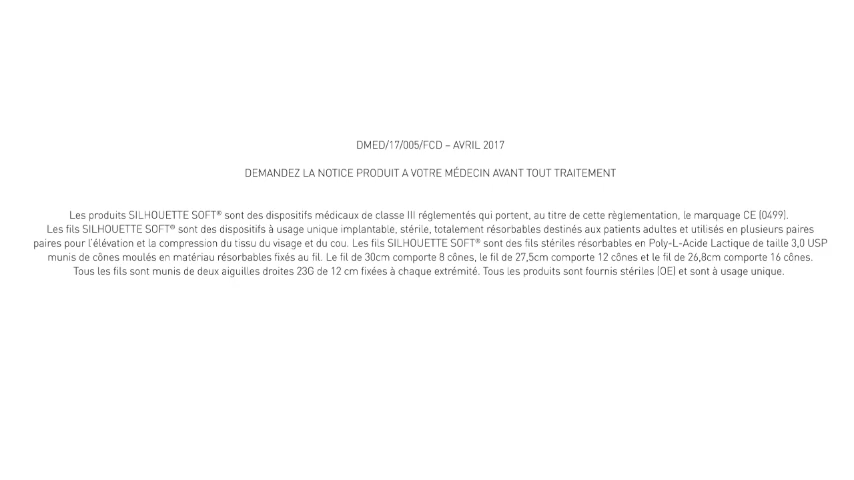 DMED/17/005/FCD – AVRIL 2017
DEMANDEZ LA NOTICE PRODUIT A VOTRE MÉDECIN AVANT TOUT TRAITEMENT
Les produits SILHOUETTE SOFT® sont des dispositifs médicaux de classe III réglementés qui portent, au titre de cette règlementation, le marquage CE (0499).
Les fils SILHOUETTE SOFT® sont des dispositifs à usage unique implantable, stérile, totalement résorbables destinés aux patients adultes et utilisés en plusieurs paires
paires pour l'élévation et la compression du tissu du visage et du cou. Les fils SILHOUETTE SOFT® sont des fils stériles résorbables en Poly-L-Acide Lactique de taille 3,0 USP
munis de cônes moulés en matériau résorbables fixés au fil. Le fil de 30cm comporte 8 cônes, le fil de 27,5cm comporte 12 cônes et le fil de 26,8cm comporte 16 cônes.
Tous les fils sont munis de deux aiguilles droites 23G de 12 cm fixées à chaque extrémité. Tous les produits sont fournis stériles (OE) et sont à usage unique.